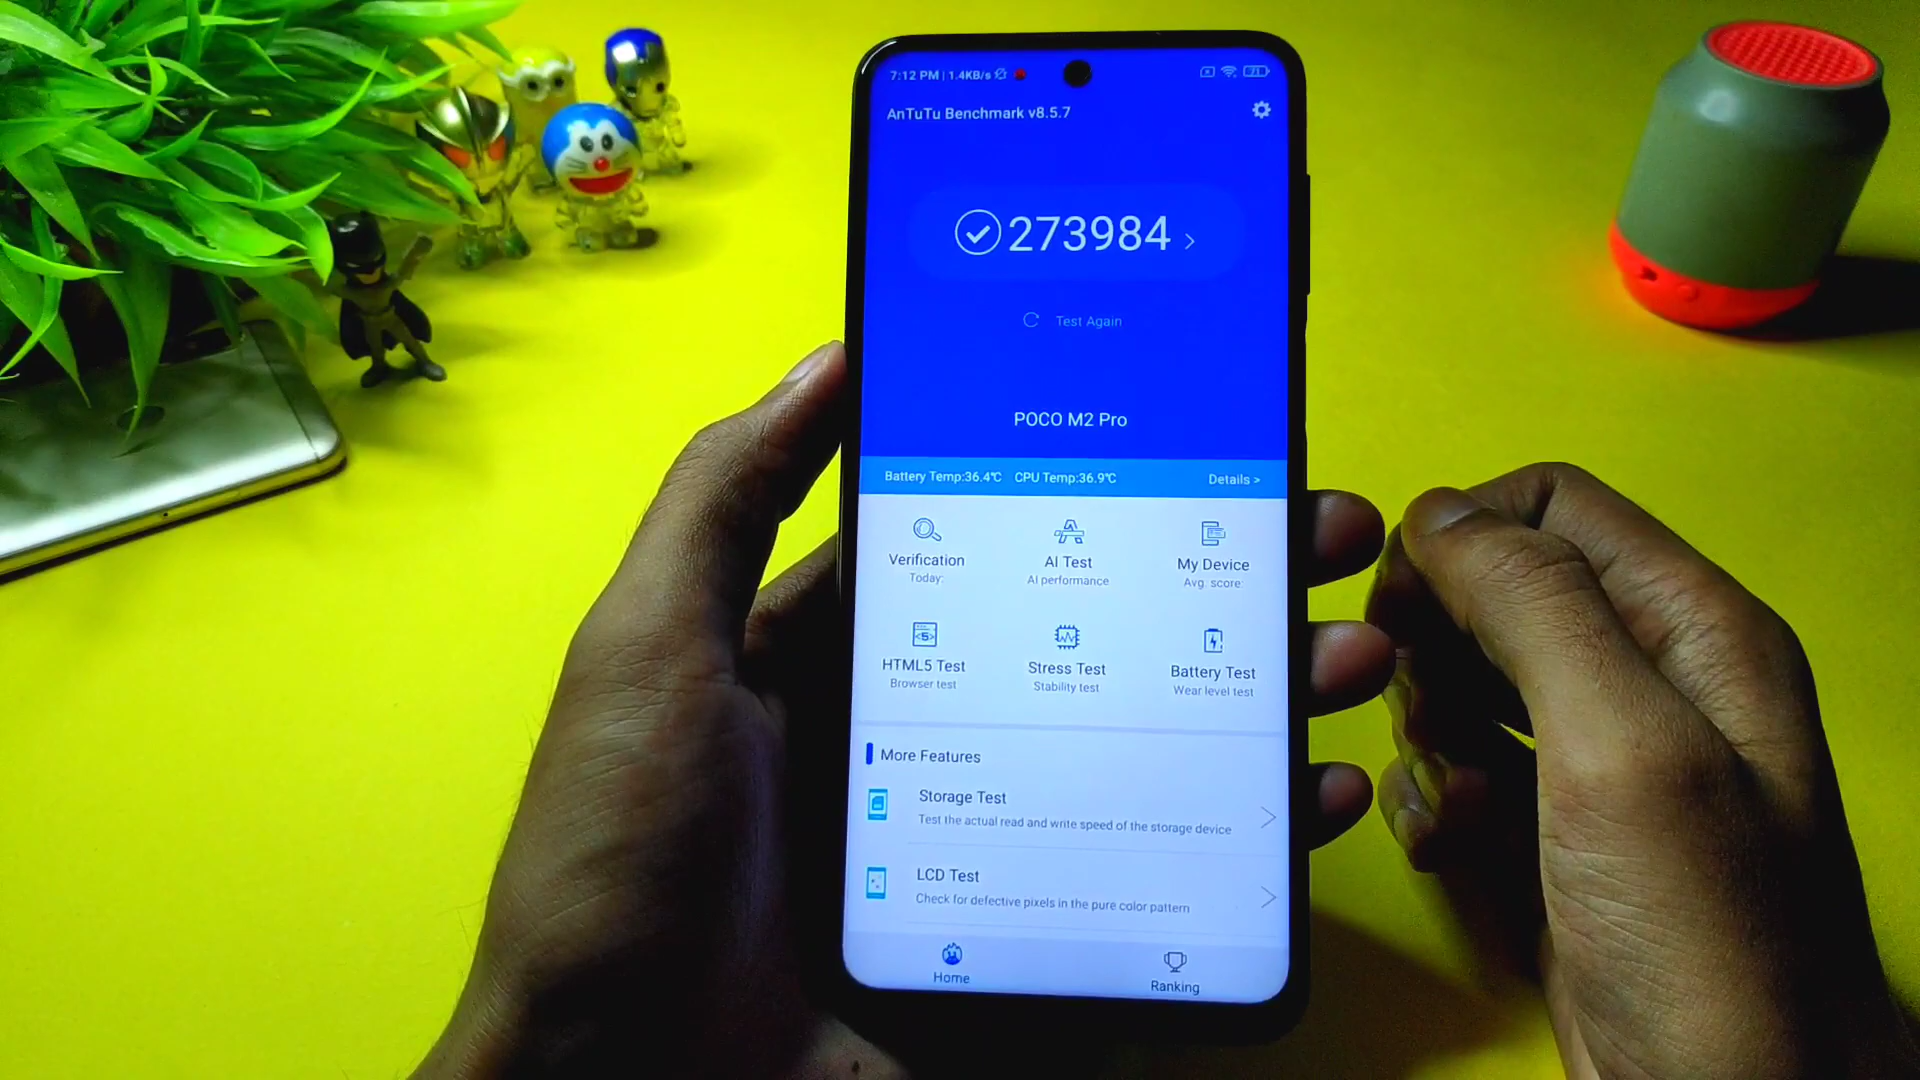 7:12 PM | 1.4KB/s
71
AnTuTu Benchmark v8.5.7
273984 >
Test Again
POCO M2 Pro
Battery Temp:36.4℃ CPU Temp:36.9℃ Details >
Verification
Today:
AI Test
AI performance
My Device
Avg. score:
HTML5 Test
Browser test
Stress Test
Stability test
Battery Test
Wear level test
More Features
Storage Test
Test the actual read and write speed of the storage device
LCD Test
Check for defective pixels in the pure color pattern
Home
Ranking